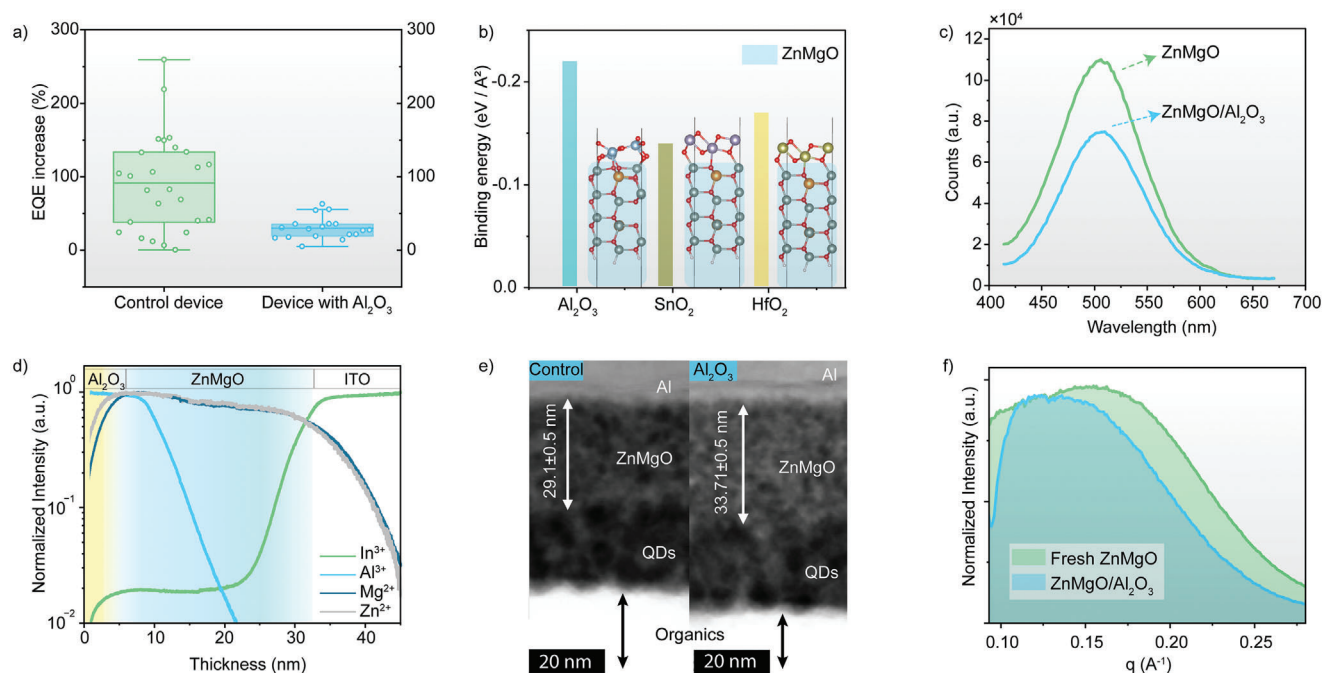 a)
300
200
100
0
EQE increase (%)
300
200
100
0
Control device
Device with Al₂O₃
b)
-0.2
-0.1
0.0
Binding energy (eV / A²)
ZnMgO
Al₂O₃
SnO₂
HfO₂
c)
×10⁴
12
10
8
6
4
2
0
Counts (a.u.)
ZnMgO
ZnMgO/Al₂O₃
400
450
500
550
600
650
700
Wavelength (nm)
d)
Al₂O₃
ZnMgO
ITO
10⁰
10⁻¹
10⁻²
Normalized Intensity (a.u.)
In³⁺
Al³⁺
Mg²⁺
Zn²⁺
0
10
20
30
40
Thickness (nm)
e)
Control
Al
29.1±0.5 nm
ZnMgO
QDs
Al₂O₃
Al
33.71±0.5 nm
ZnMgO
QDs
Organics
20 nm
20 nm
f)
Normalized Intensity (a.u.)
Fresh ZnMgO
ZnMgO/Al₂O₃
0.10
0.15
0.20
0.25
q (A⁻¹)